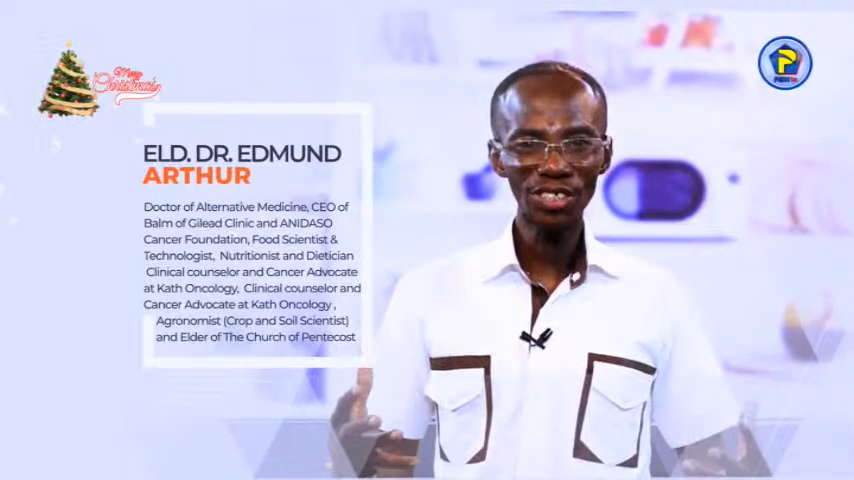 Merry
Christmas
P
ELD. DR. EDMUND
ARTHUR
Doctor of Alternative Medicine, CEO of
Balm of Gilead Clinic and ANIDASO
Cancer Foundation, Food Scientist &
Technologist, Nutritionist and Dietician
Clinical counselor and Cancer Advocate
at Kath Oncology, Clinical counselor and
Cancer Advocate at Kath Oncology ,
Agronomist (Crop and Soil Scientist)
and Elder of The Church of Pentecost